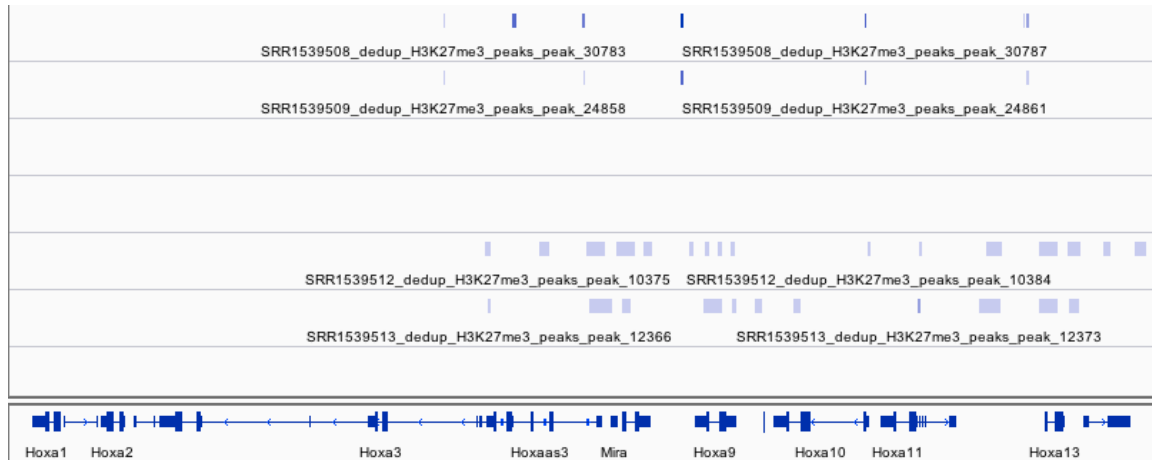 SRR1539508_dedup_H3K27me3_peaks_peak_30783 SRR1539508_dedup_H3K27me3_peaks_peak_30787
SRR1539509_dedup_H3K27me3_peaks_peak_24858 SRR1539509_dedup_H3K27me3_peaks_peak_24861
SRR1539512_dedup_H3K27me3_peaks_peak_10375 SRR1539512_dedup_H3K27me3_peaks_peak_10384
SRR1539513_dedup_H3K27me3_peaks_peak_12366 SRR1539513_dedup_H3K27me3_peaks_peak_12373
Hoxa1 Hoxa2 Hoxa3 Hoxaas3 Mira Hoxa9 Hoxa10 Hoxa11 Hoxa13